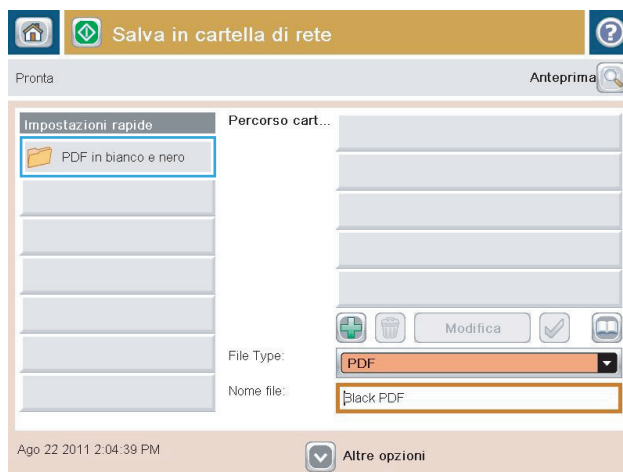 Salva in cartella di rete
Pronta
Anteprima
Impostazioni rapide
Percorso cart...
PDF in bianco e nero
Modifica
File Type:
PDF
Nome file:
Black PDF
Ago 22 2011 2:04:39 PM
Altre opzioni